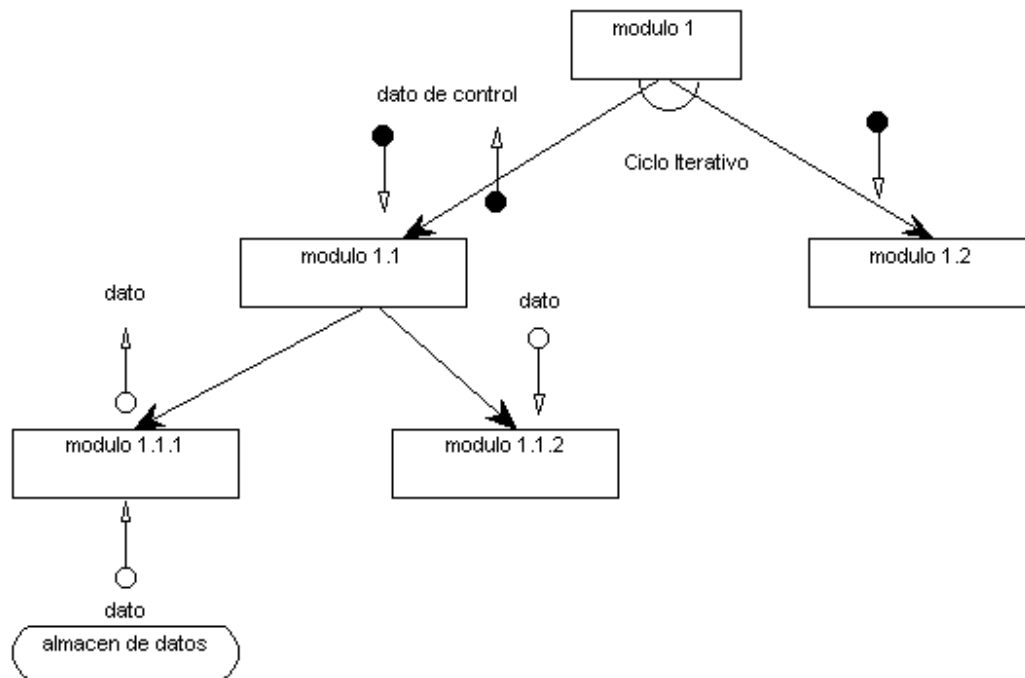 modulo 1
dato de control
Ciclo Iterativo
modulo 1.1
modulo 1.2
dato
dato
modulo 1.1.1
modulo 1.1.2
dato
almacen de datos